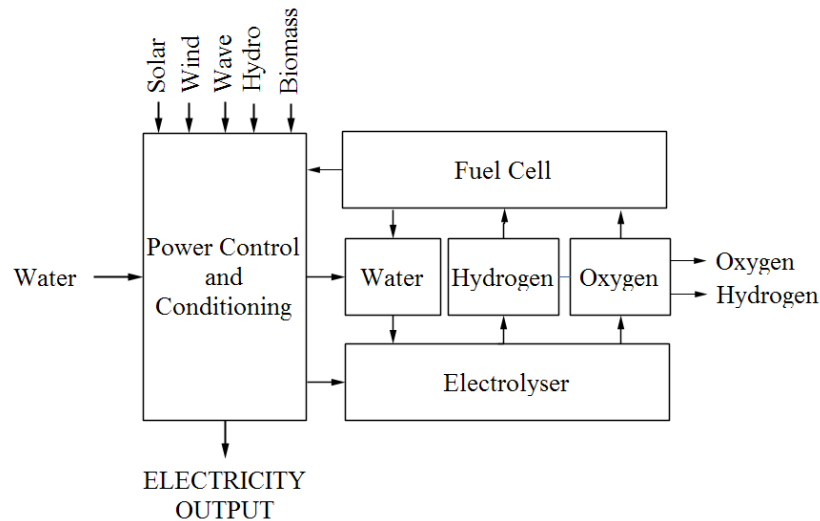 Solar
Wind
Wave
Hydro
Biomass
Fuel Cell
Power Control
and
Conditioning
Water
Water
Hydrogen
Oxygen
Oxygen
Hydrogen
Electrolyser
ELECTRICITY
OUTPUT